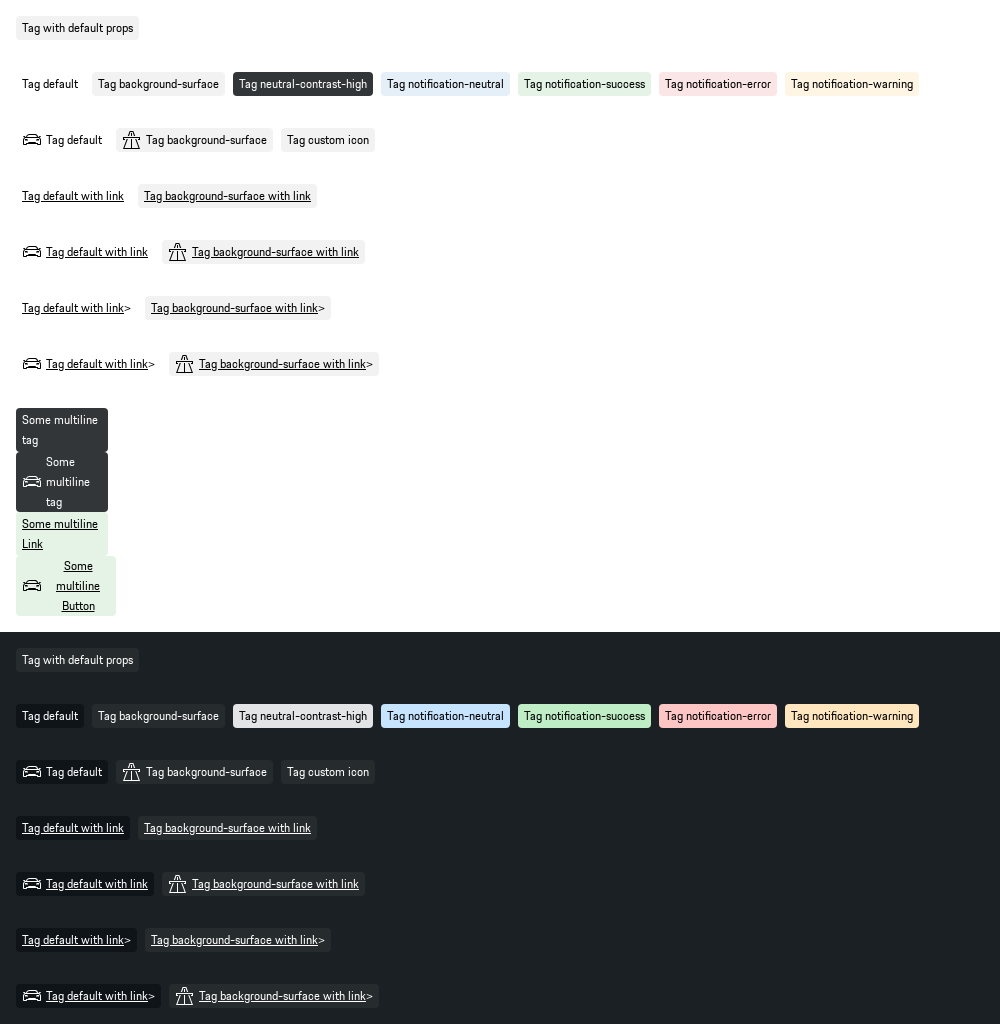 Tag with default props
Tag default Tag background-surface Tag neutral-contrast-high Tag notification-neutral Tag notification-success Tag notification-error Tag notification-warning
Tag default Tag background-surface Tag custom icon
Tag default with link Tag background-surface with link
Tag default with link Tag background-surface with link
Tag default with link> Tag background-surface with link>
Tag default with link> Tag background-surface with link>
Some multiline
tag
Some
multiline
tag
Some multiline
Link
Some
multiline
Button
Tag with default props
Tag default Tag background-surface Tag neutral-contrast-high Tag notification-neutral Tag notification-success Tag notification-error Tag notification-warning
Tag default Tag background-surface Tag custom icon
Tag default with link Tag background-surface with link
Tag default with link Tag background-surface with link
Tag default with link> Tag background-surface with link>
Tag default with link> Tag background-surface with link>